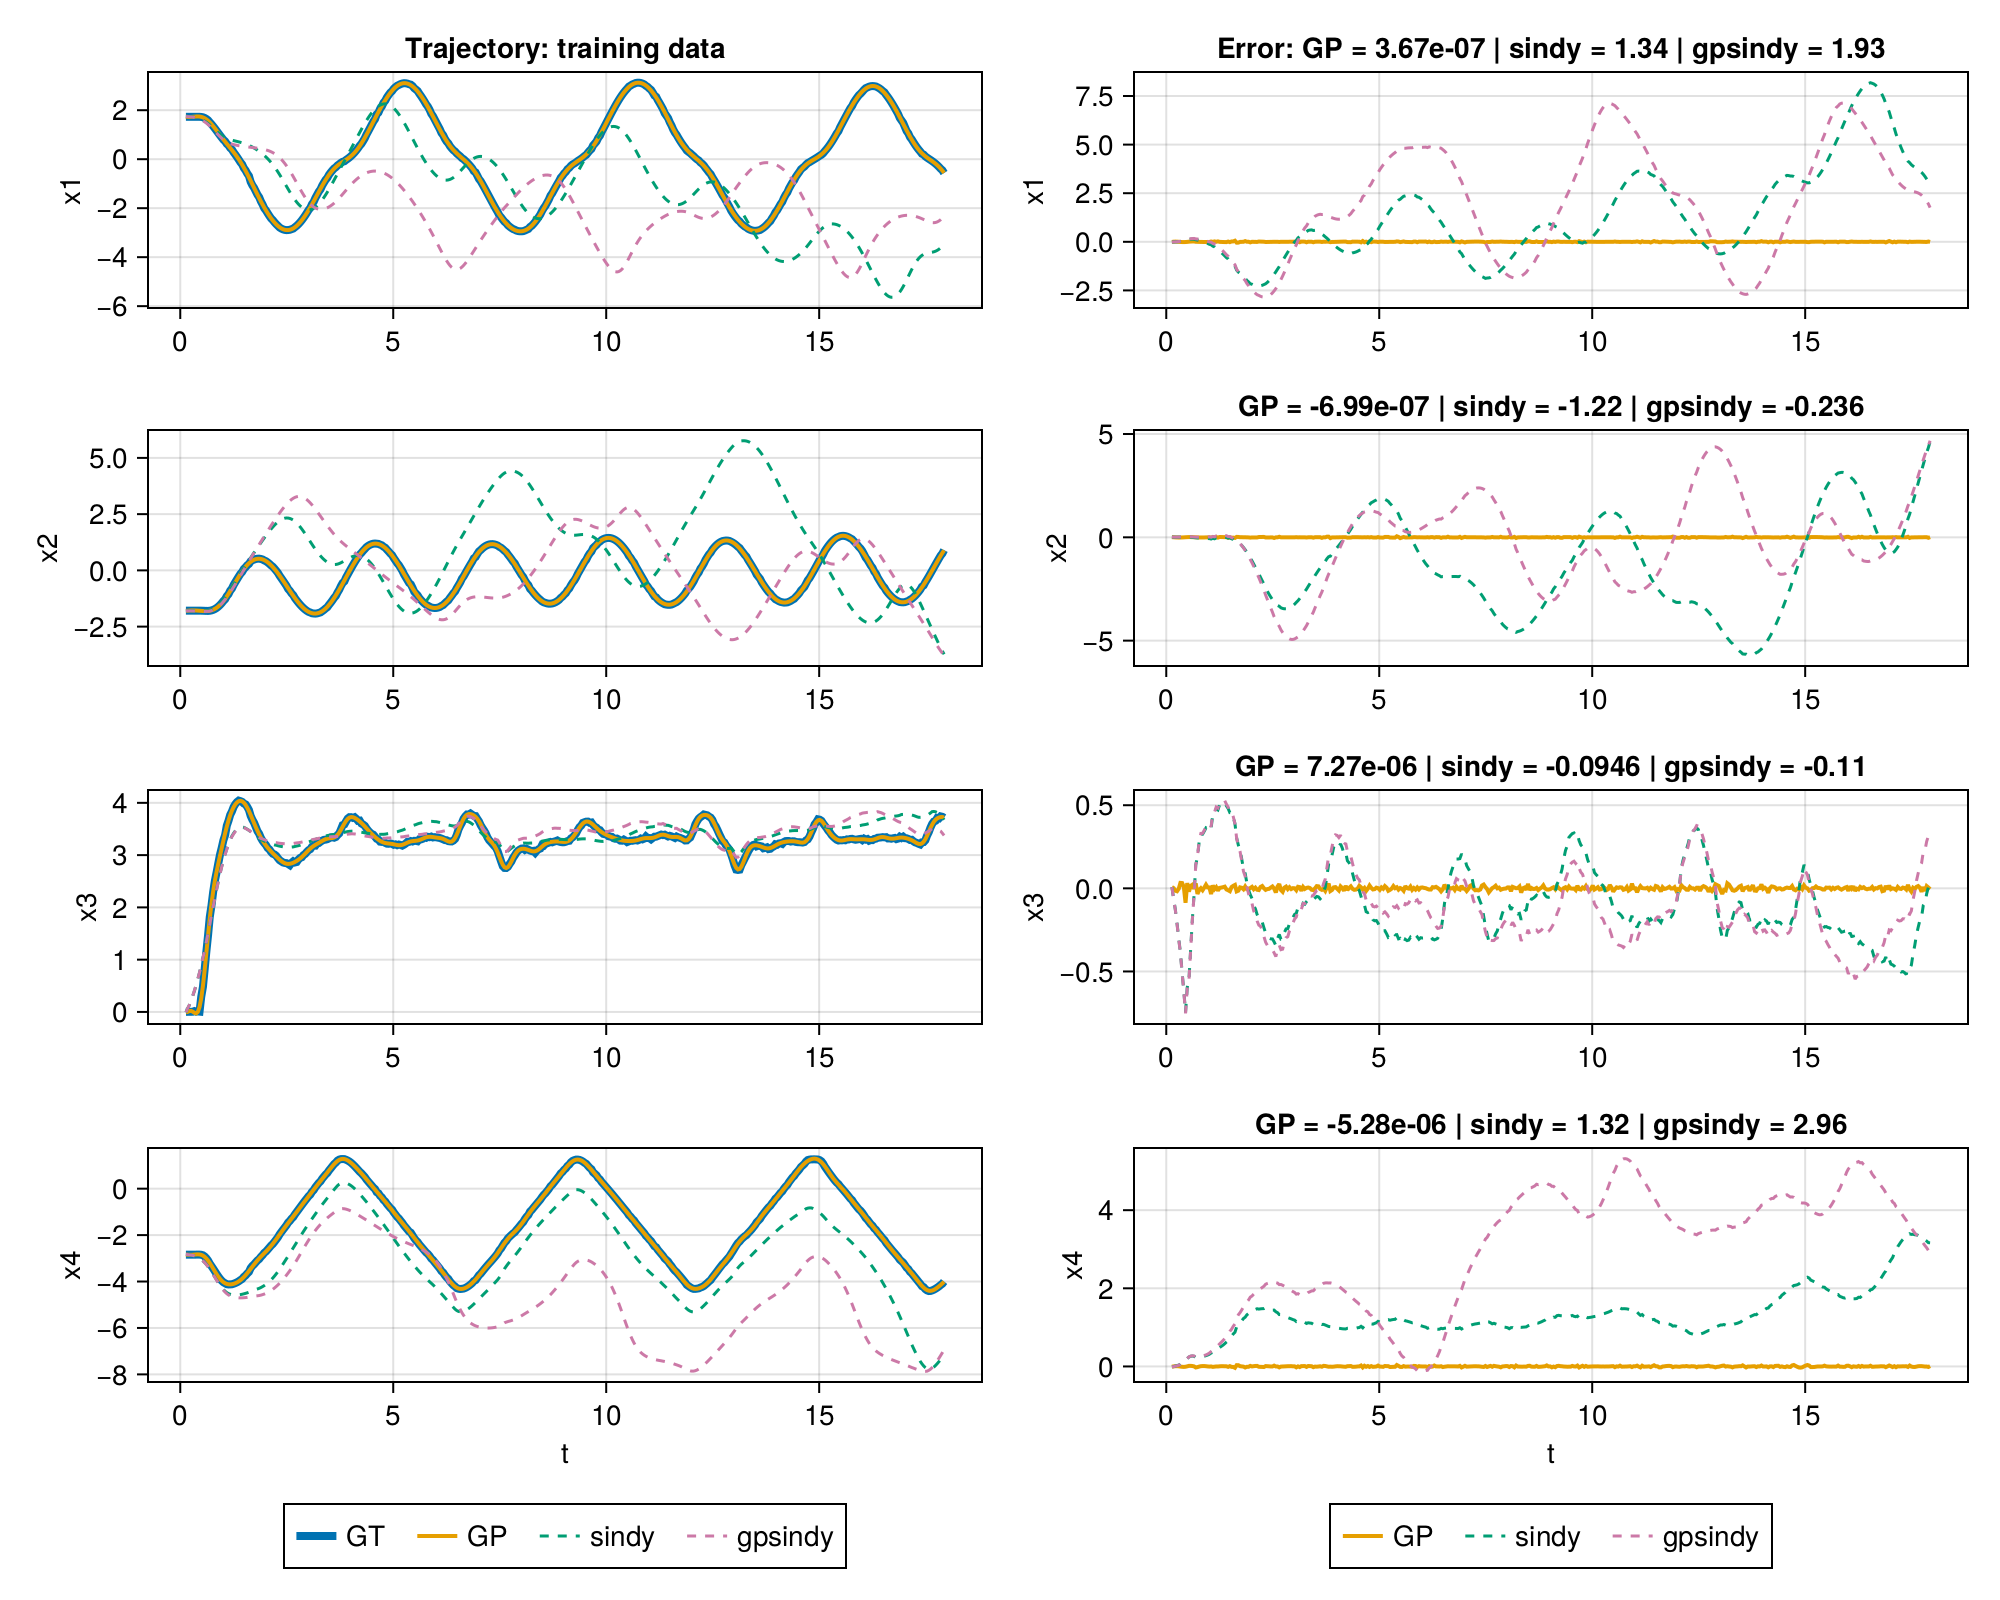 Trajectory: training data
2
0
−2
−4
−6
x1
0 5 10 15
Error: GP = 3.67e-07 | sindy = 1.34 | gpsindy = 1.93
7.5
5.0
2.5
0.0
−2.5
x1
0 5 10 15
5.0
2.5
0.0
−2.5
x2
0 5 10 15
GP = -6.99e-07 | sindy = -1.22 | gpsindy = -0.236
5
0
−5
x2
0 5 10 15
4
3
2
1
0
x3
0 5 10 15
GP = 7.27e-06 | sindy = -0.0946 | gpsindy = -0.11
0.5
0.0
−0.5
x3
0 5 10 15
0
−2
−4
−6
−8
x4
0 5 10 15
t
GP = -5.28e-06 | sindy = 1.32 | gpsindy = 2.96
4
2
0
x4
0 5 10 15
t
GT GP sindy gpsindy
GP sindy gpsindy